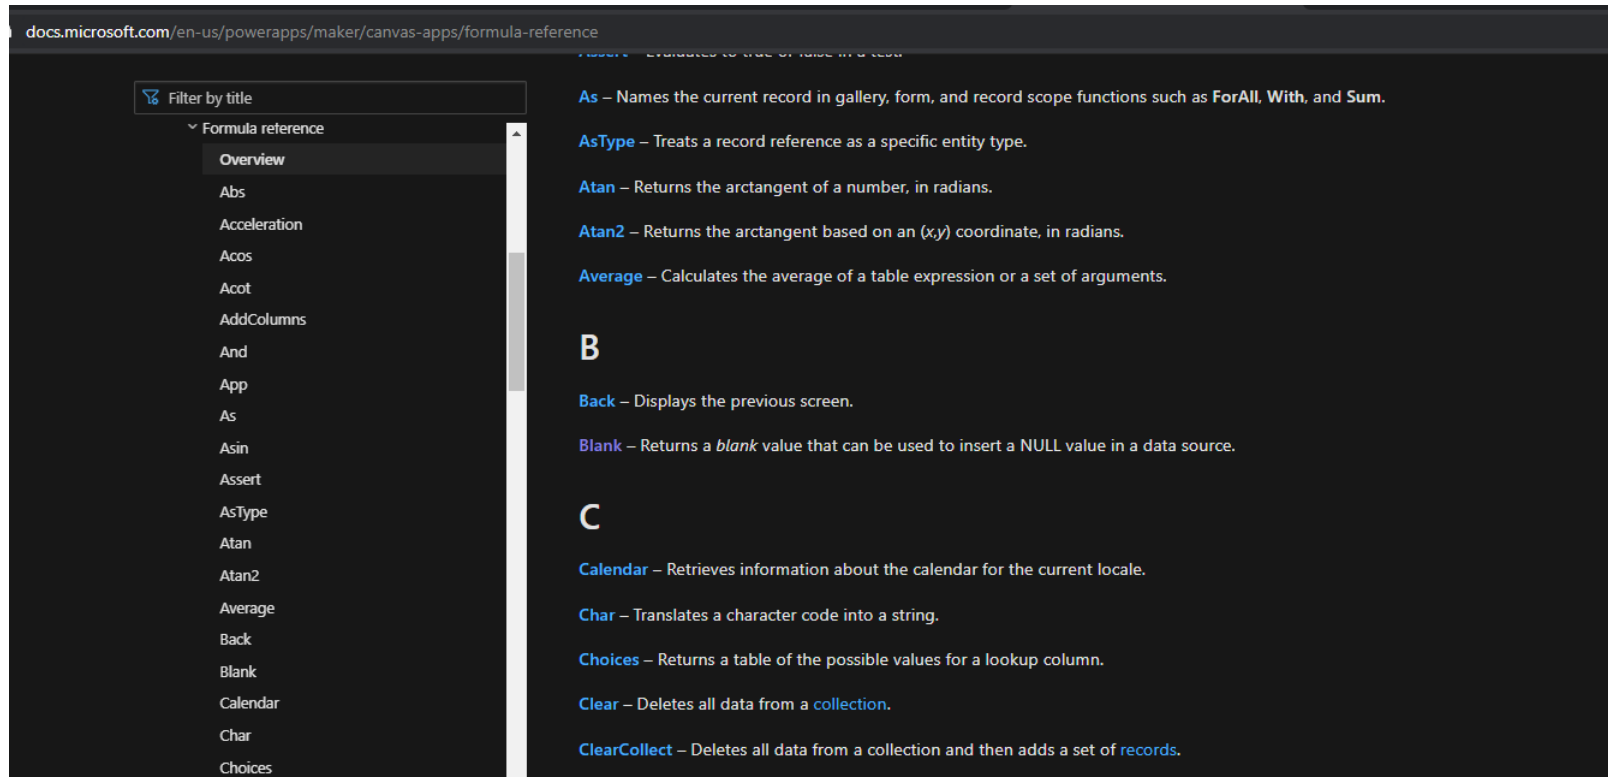 docs.microsoft.com/en-us/powerapps/maker/canvas-apps/formula-reference
Filter by title
Formula reference
Overview
Abs
Acceleration
Acos
Acot
AddColumns
And
App
As
Asin
Assert
AsType
Atan
Atan2
Average
Back
Blank
Calendar
Char
Choices
Assert – Evaluates to true or false in a test.
As – Names the current record in gallery, form, and record scope functions such as ForAll, With, and Sum.
AsType – Treats a record reference as a specific entity type.
Atan – Returns the arctangent of a number, in radians.
Atan2 – Returns the arctangent based on an (x,y) coordinate, in radians.
Average – Calculates the average of a table expression or a set of arguments.
B
Back – Displays the previous screen.
Blank – Returns a blank value that can be used to insert a NULL value in a data source.
C
Calendar – Retrieves information about the calendar for the current locale.
Char – Translates a character code into a string.
Choices – Returns a table of the possible values for a lookup column.
Clear – Deletes all data from a collection.
ClearCollect – Deletes all data from a collection and then adds a set of records.